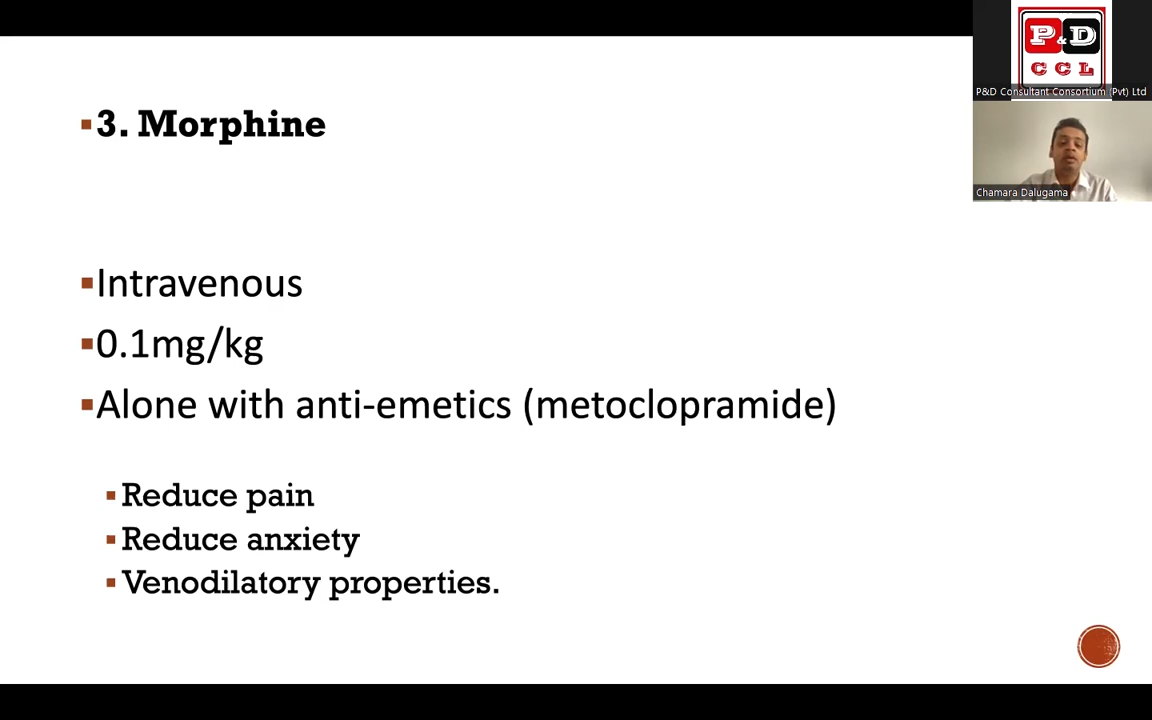 3. Morphine
Intravenous
0.1mg/kg
Alone with anti-emetics (metoclopramide)
Reduce pain
Reduce anxiety
Venodilatory properties.
P&D
CCL
P&D Consultant Consortium (Pvt) Ltd
Chamara Dalugama